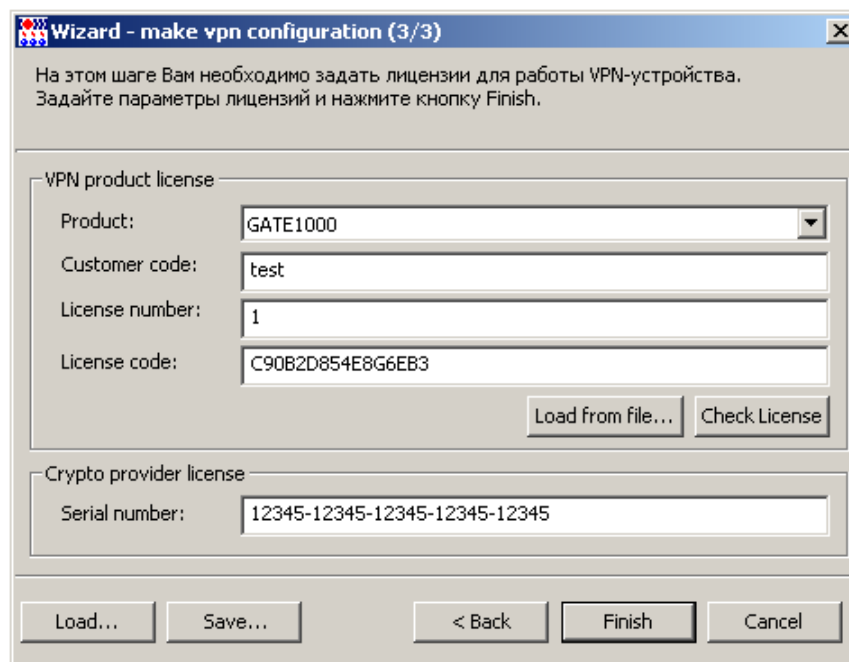 Wizard - make vpn configuration (3/3)
На этом шаге Вам необходимо задать лицензии для работы VPN-устройства.
Задайте параметры лицензий и нажмите кнопку Finish.
VPN product license
Product: GATE1000
Customer code: test
License number: 1
License code: C90B2D854E8G6EB3
Load from file... Check License
Crypto provider license
Serial number: 12345-12345-12345-12345-12345
Load... Save... < Back Finish Cancel